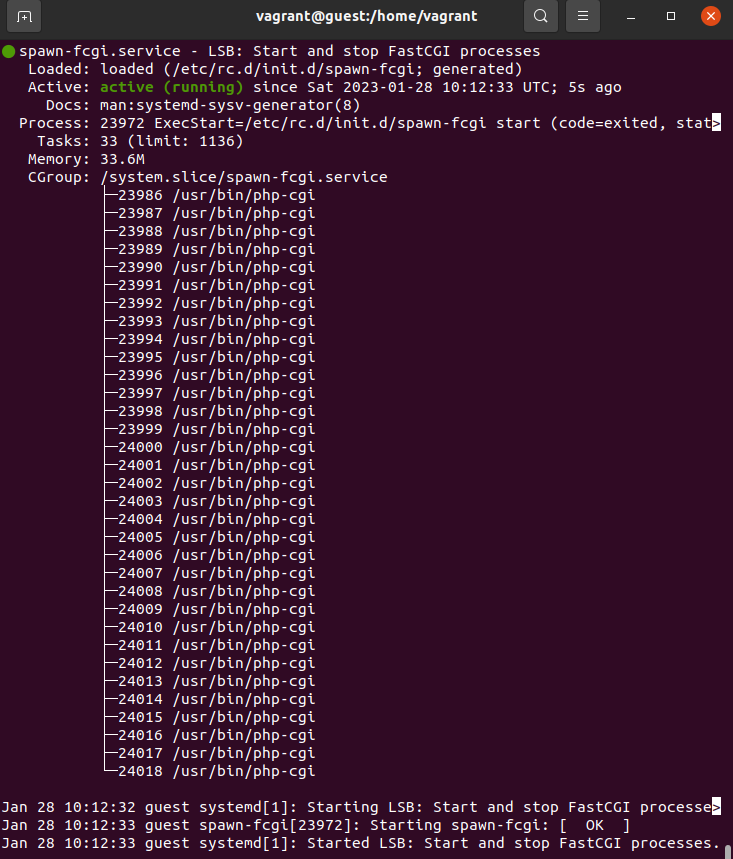 vagrant@guest:/home/vagrant
spawn-fcgi.service - LSB: Start and stop FastCGI processes
Loaded: loaded (/etc/rc.d/init.d/spawn-fcgi; generated)
Active: active (running) since Sat 2023-01-28 10:12:33 UTC; 5s ago
Docs: man:systemd-sysv-generator(8)
Process: 23972 ExecStart=/etc/rc.d/init.d/spawn-fcgi start (code=exited, stat>
Tasks: 33 (limit: 1136)
Memory: 33.6M
CGroup: /system.slice/spawn-fcgi.service
├─23986 /usr/bin/php-cgi
├─23987 /usr/bin/php-cgi
├─23988 /usr/bin/php-cgi
├─23989 /usr/bin/php-cgi
├─23990 /usr/bin/php-cgi
├─23991 /usr/bin/php-cgi
├─23992 /usr/bin/php-cgi
├─23993 /usr/bin/php-cgi
├─23994 /usr/bin/php-cgi
├─23995 /usr/bin/php-cgi
├─23996 /usr/bin/php-cgi
├─23997 /usr/bin/php-cgi
├─23998 /usr/bin/php-cgi
├─23999 /usr/bin/php-cgi
├─24000 /usr/bin/php-cgi
├─24001 /usr/bin/php-cgi
├─24002 /usr/bin/php-cgi
├─24003 /usr/bin/php-cgi
├─24004 /usr/bin/php-cgi
├─24005 /usr/bin/php-cgi
├─24006 /usr/bin/php-cgi
├─24007 /usr/bin/php-cgi
├─24008 /usr/bin/php-cgi
├─24009 /usr/bin/php-cgi
├─24010 /usr/bin/php-cgi
├─24011 /usr/bin/php-cgi
├─24012 /usr/bin/php-cgi
├─24013 /usr/bin/php-cgi
├─24014 /usr/bin/php-cgi
├─24015 /usr/bin/php-cgi
├─24016 /usr/bin/php-cgi
├─24017 /usr/bin/php-cgi
└─24018 /usr/bin/php-cgi
Jan 28 10:12:32 guest systemd[1]: Starting LSB: Start and stop FastCGI processe>
Jan 28 10:12:33 guest spawn-fcgi[23972]: Starting spawn-fcgi: [  OK  ]
Jan 28 10:12:33 guest systemd[1]: Started LSB: Start and stop FastCGI processes.